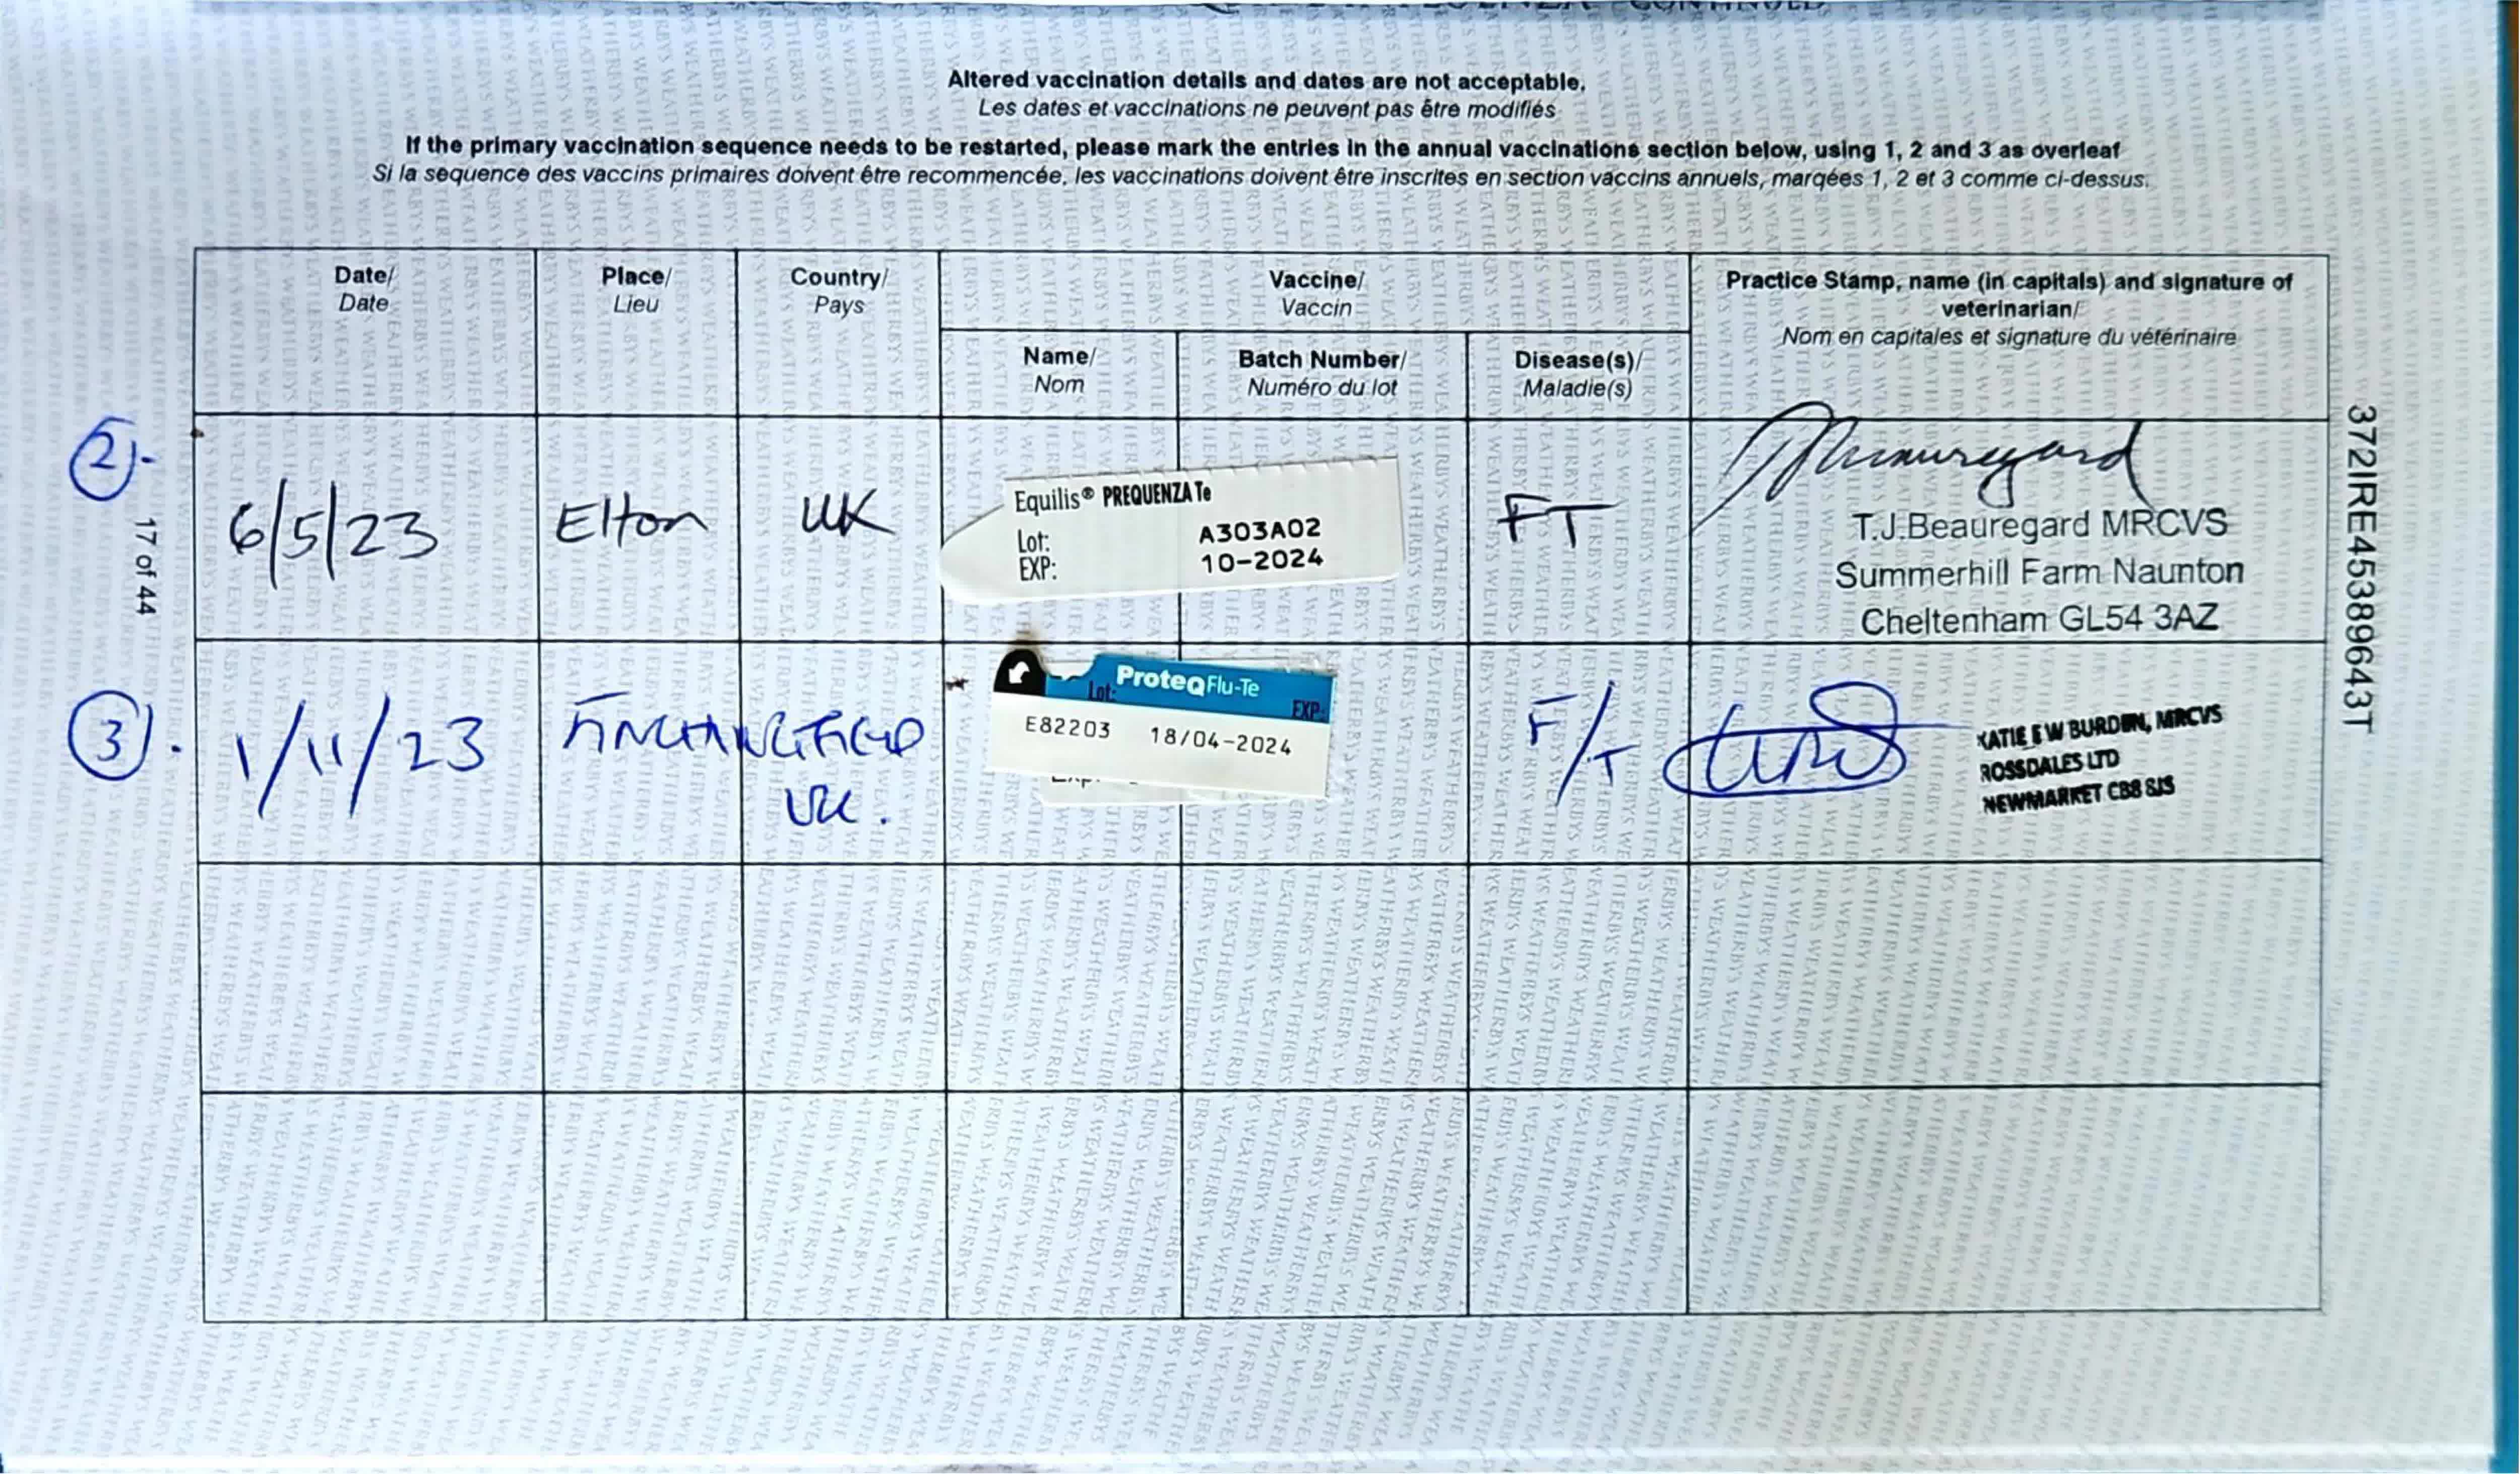 Altered vaccination details and dates are not acceptable.
Les dates et vaccinations ne peuvent pas être modifiés
If the primary vaccination sequence needs to be restarted, please mark the entries in the annual vaccinations section below, using 1, 2 and 3 as overleaf
Si la sequence des vaccins primaires doivent être recommencée, les vaccinations doivent être inscrites en section vaccins annuels, marqées 1, 2 et 3 comme ci-dessus.
Date/
Date
Place/
Lieu
Country/
Pays
Vaccine/
Vaccin
Practice Stamp, name (in capitals) and signature of
veterinarian/
Nom en capitales et signature du vétérinaire
Name/
Nom
Batch Number/
Numéro du lot
Disease(s)/
Maladie(s)
2
6/5/23
Elton
UK
Equilis® PREQUENZA Te
Lot: A303A02
EXP: 10-2024
FT
T.J.Beauregard MRCVS
Summerhill Farm Naunton
Cheltenham GL54 3AZ
3
1/11/23
UK.
ProteqFlu-Te
Lot: EXP:
E82203 18/04-2024
Exp.
F/T
KATIE E W BURDEN, MRCVS
ROSSDALES LTD
NEWMARKET CB8 8JS
17 of 44
372IRE45389643T
WEATHERBYS